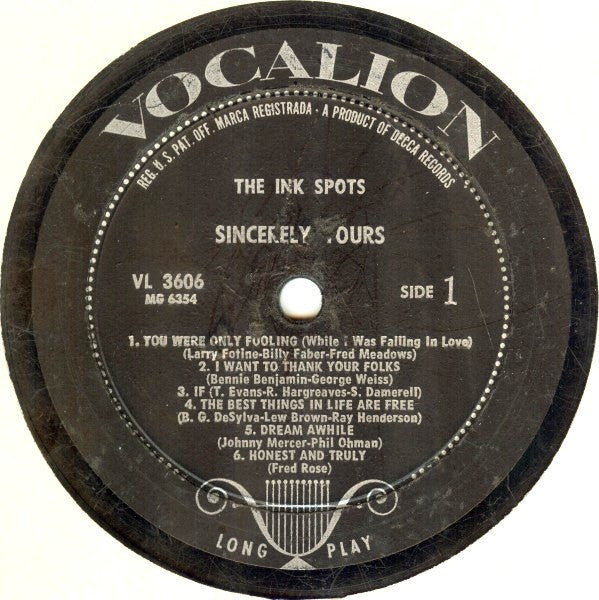 VOCALION
REG. U.S. PAT. OFF. MARCA REGISTRADA · A PRODUCT OF DECCA RECORDS
THE INK SPOTS
SINCERELY YOURS
VL 3606
MG 6354
SIDE 1
1. YOU WERE ONLY FOOLING (While I Was Falling In Love)
(Larry Fotine-Billy Faber-Fred Meadows)
2. I WANT TO THANK YOUR FOLKS
(Bennie Benjamin-George Weiss)
3. IF (T. Evans-R. Hargreaves-S. Damerell)
4. THE BEST THINGS IN LIFE ARE FREE
(B. G. DeSylva-Lew Brown-Ray Henderson)
5. DREAM AWHILE
(Johnny Mercer-Phil Ohman)
6. HONEST AND TRULY
(Fred Rose)
LONG PLAY